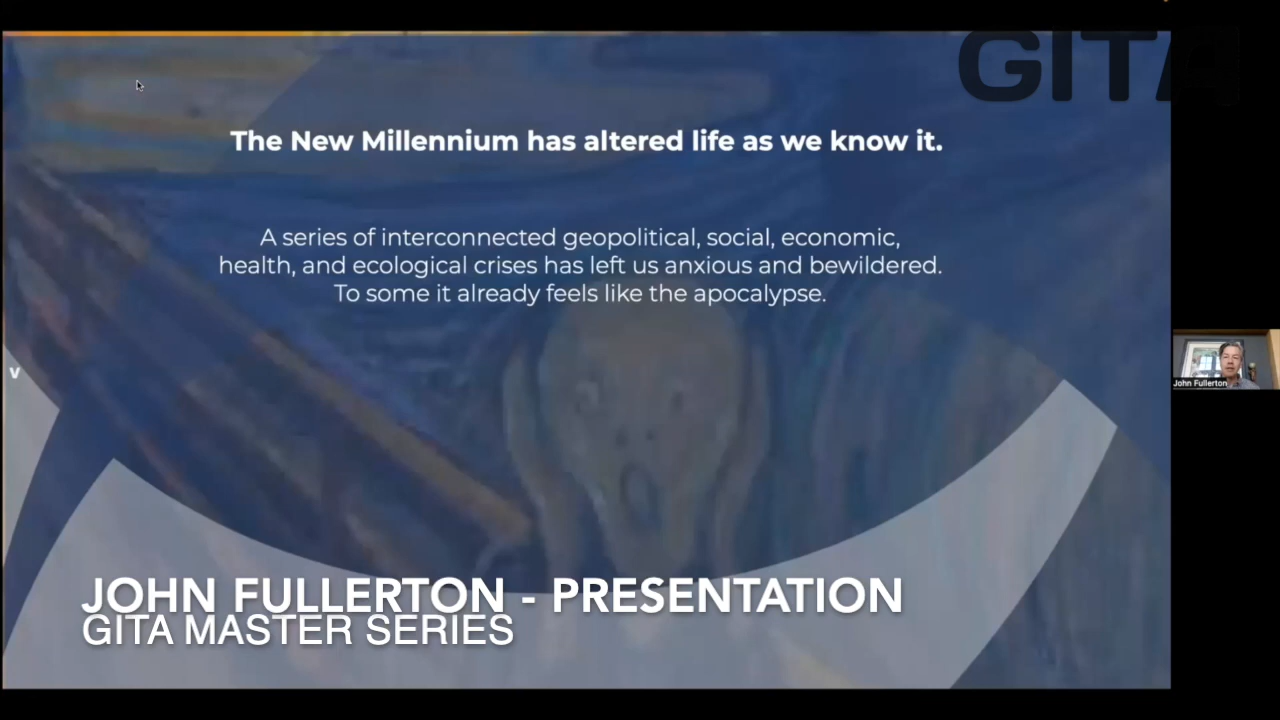 GITA
The New Millennium has altered life as we know it.
A series of interconnected geopolitical, social, economic,
health, and ecological crises has left us anxious and bewildered.
To some it already feels like the apocalypse.
v
John Fullerton
JOHN FULLERTON - PRESENTATION
GITA MASTER SERIES